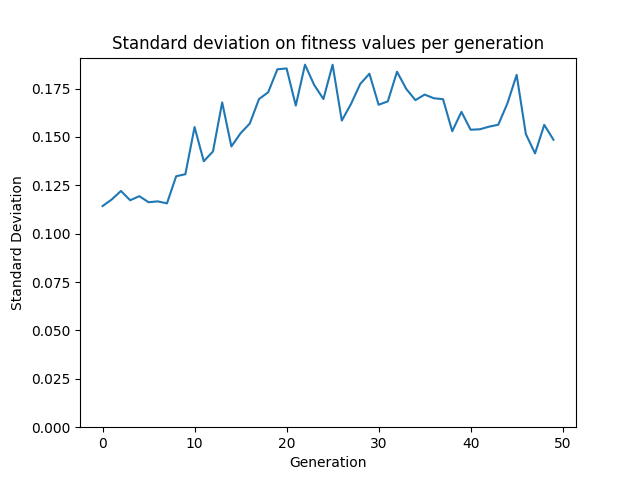 Standard deviation on fitness values per generation
0.175
0.150
0.125
0.100
0.075
0.050
0.025
0.000
Standard Deviation
0 10 20 30 40 50
Generation